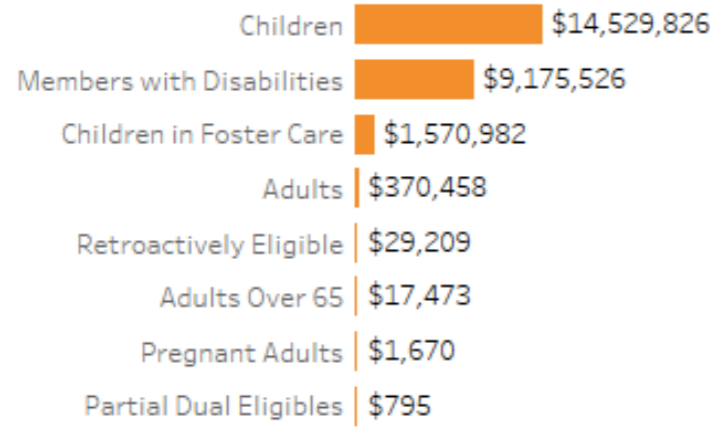 Children $14,529,826
Members with Disabilities $9,175,526
Children in Foster Care $1,570,982
Adults $370,458
Retroactively Eligible $29,209
Adults Over 65 $17,473
Pregnant Adults $1,670
Partial Dual Eligibles $795